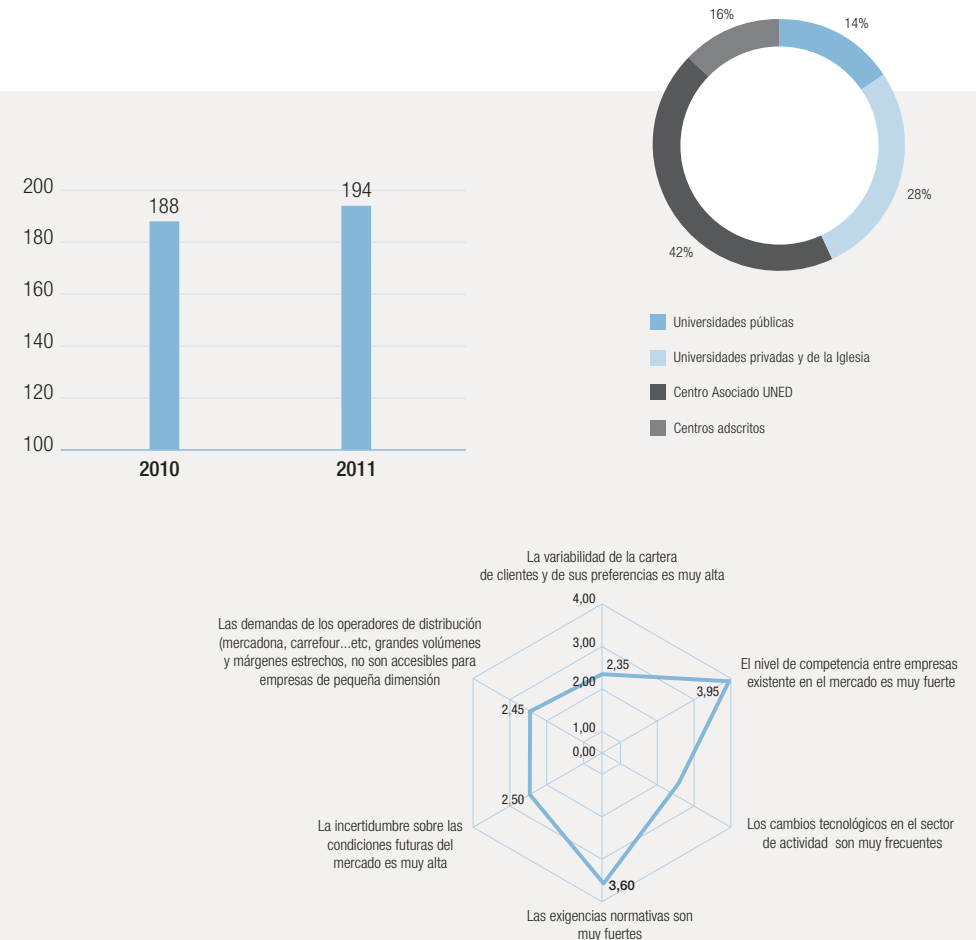 16%
14%
28%
42%
Universidades públicas
Universidades privadas y de la Iglesia
Centro Asociado UNED
Centros adscritos
200
180
160
140
120
100
188
194
2010
2011
La variabilidad de la cartera
de clientes y de sus preferencias es muy alta
4,00
3,00
2,00
1,00
0,00
2,35
3,95
3,60
2,50
2,45
El nivel de competencia entre empresas
existente en el mercado es muy fuerte
Los cambios tecnológicos en el sector
de actividad son muy frecuentes
Las exigencias normativas son
muy fuertes
La incertidumbre sobre las
condiciones futuras del
mercado es muy alta
Las demandas de los operadores de distribución
(mercadona, carrefour...etc, grandes volúmenes
y márgenes estrechos, no son accesibles para
empresas de pequeña dimensión